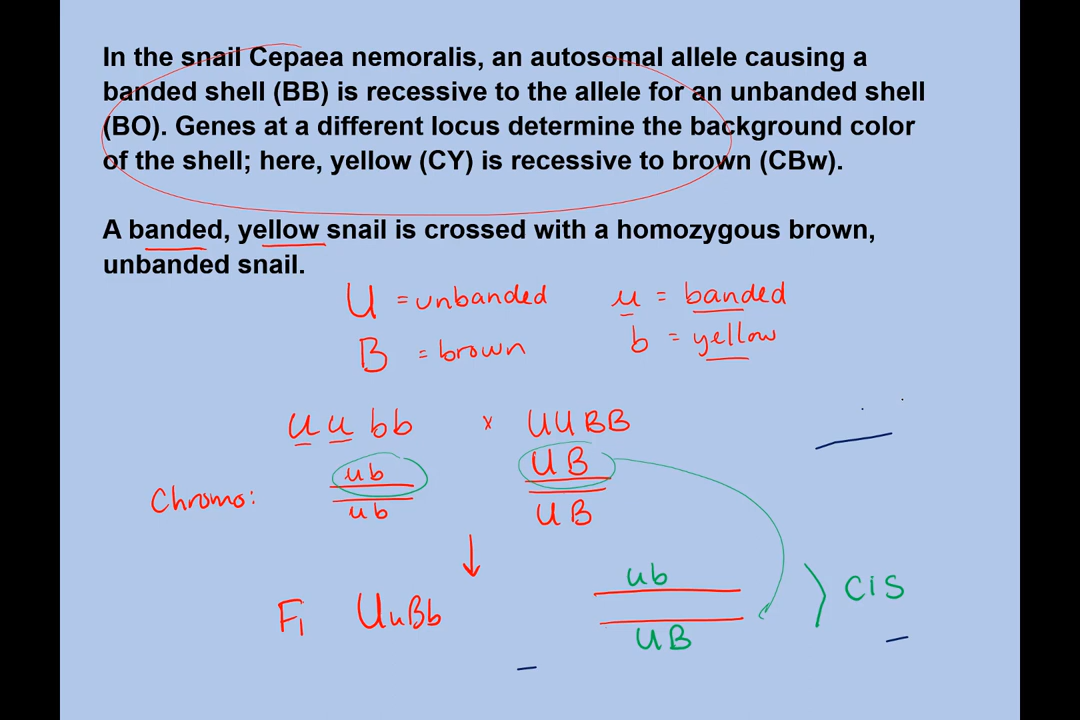 In the snail Cepaea nemoralis, an autosomal allele causing a
banded shell (BB) is recessive to the allele for an unbanded shell
(BO). Genes at a different locus determine the background color
of the shell; here, yellow (CY) is recessive to brown (CBw).
A banded, yellow snail is crossed with a homozygous brown,
unbanded snail.
U = unbanded u = banded
B = brown b = yellow
u u b b x U U B B
Chromo: ub UB
ub UB
F1 UuBb ub
UB
cis